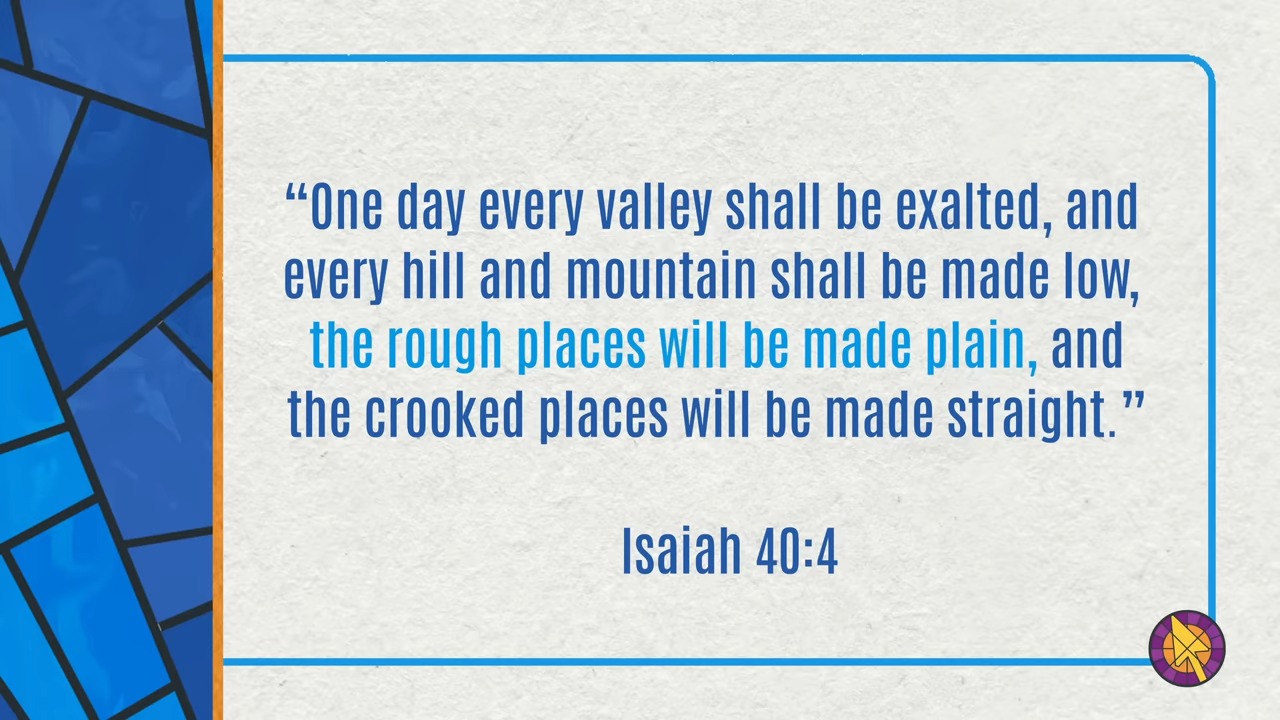 “One day every valley shall be exalted, and
every hill and mountain shall be made low,
the rough places will be made plain, and
the crooked places will be made straight.”
Isaiah 40:4